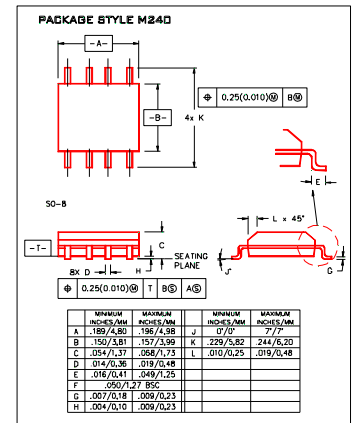 PACKAGE STYLE M240
-A-
⌖ 0.25(0.010)Ⓜ BⓂ
-B-
4x K
E
SO-8
L x 45°
-T-
C
8X D
H
SEATING
PLANE
J
G
⌖ 0.25(0.010)Ⓜ T BⓈ AⓈ
MINIMUM INCHES/MM MAXIMUM INCHES/MM MINIMUM INCHES/MM MAXIMUM INCHES/MM
A .189/4,80 .196/4,98 J 0°/0° 7°/7°
B .150/3,81 .157/3,99 K .229/5,82 .244/6,20
C .054/1,37 .068/1,73 L .010/0,25 .019/0,48
D .014/0,36 .019/0,48
E .016/0,41 .049/1,25
F .050/1,27 BSC
G .007/0,18 .009/0,23
H .004/0,10 .009/0,23